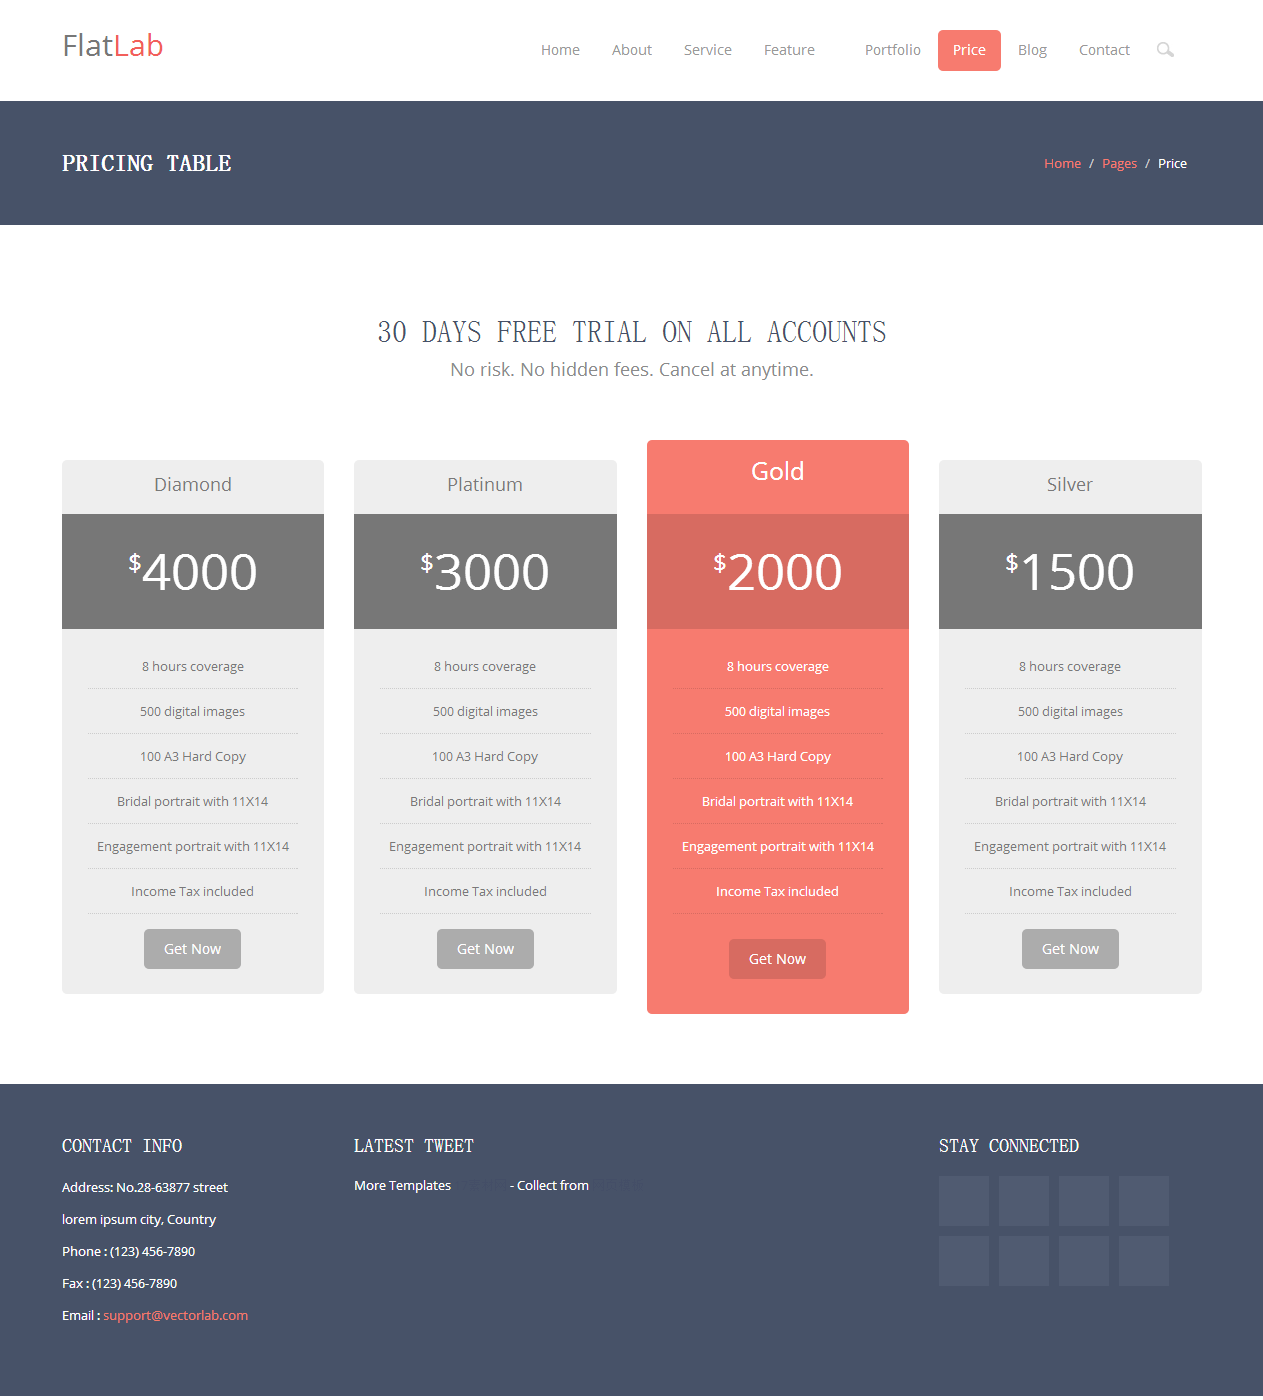 FlatLab
Home About Service Feature Portfolio Price Blog Contact
PRICING TABLE
Home / Pages / Price
30 DAYS FREE TRIAL ON ALL ACCOUNTS
No risk. No hidden fees. Cancel at anytime.
Diamond
$4000
8 hours coverage
500 digital images
100 A3 Hard Copy
Bridal portrait with 11X14
Engagement portrait with 11X14
Income Tax included
Get Now
Platinum
$3000
8 hours coverage
500 digital images
100 A3 Hard Copy
Bridal portrait with 11X14
Engagement portrait with 11X14
Income Tax included
Get Now
Gold
$2000
8 hours coverage
500 digital images
100 A3 Hard Copy
Bridal portrait with 11X14
Engagement portrait with 11X14
Income Tax included
Get Now
Silver
$1500
8 hours coverage
500 digital images
100 A3 Hard Copy
Bridal portrait with 11X14
Engagement portrait with 11X14
Income Tax included
Get Now
CONTACT INFO
Address: No.28-63877 street
lorem ipsum city, Country
Phone : (123) 456-7890
Fax : (123) 456-7890
Email : support@vectorlab.com
LATEST TWEET
More Templates - Collect from
STAY CONNECTED